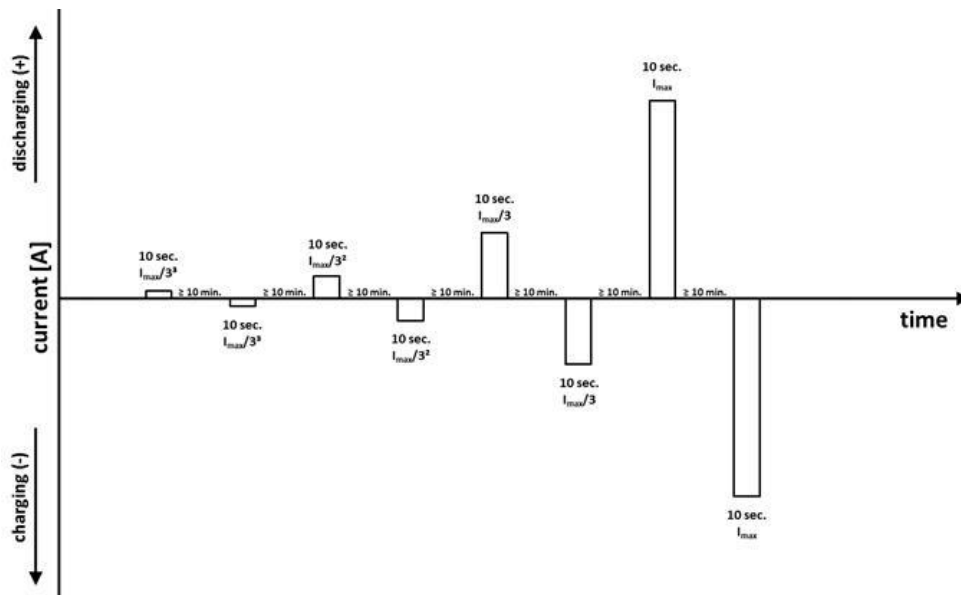 discharging (+)
current [A]
charging (-)
10 sec.
Iₘₐₓ/3³
≥ 10 min.
10 sec.
Iₘₐₓ/3³
≥ 10 min.
10 sec.
Iₘₐₓ/3²
≥ 10 min.
10 sec.
Iₘₐₓ/3²
≥ 10 min.
10 sec.
Iₘₐₓ/3
≥ 10 min.
10 sec.
Iₘₐₓ/3
≥ 10 min.
10 sec.
Iₘₐₓ
≥ 10 min.
10 sec.
Iₘₐₓ
time